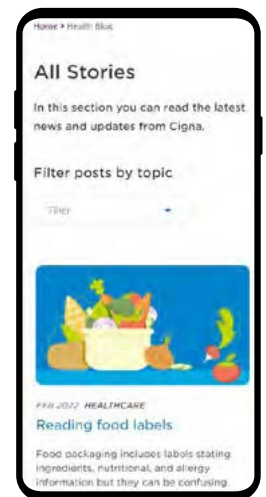 Home > Health Blog
All Stories
In this section you can read the latest
news and updates from Cigna.
Filter posts by topic
Filter
FEB 2022 HEALTHCARE
Reading food labels
Food packaging includes labels stating
ingredients, nutritional, and allergy
information but they can be confusing.